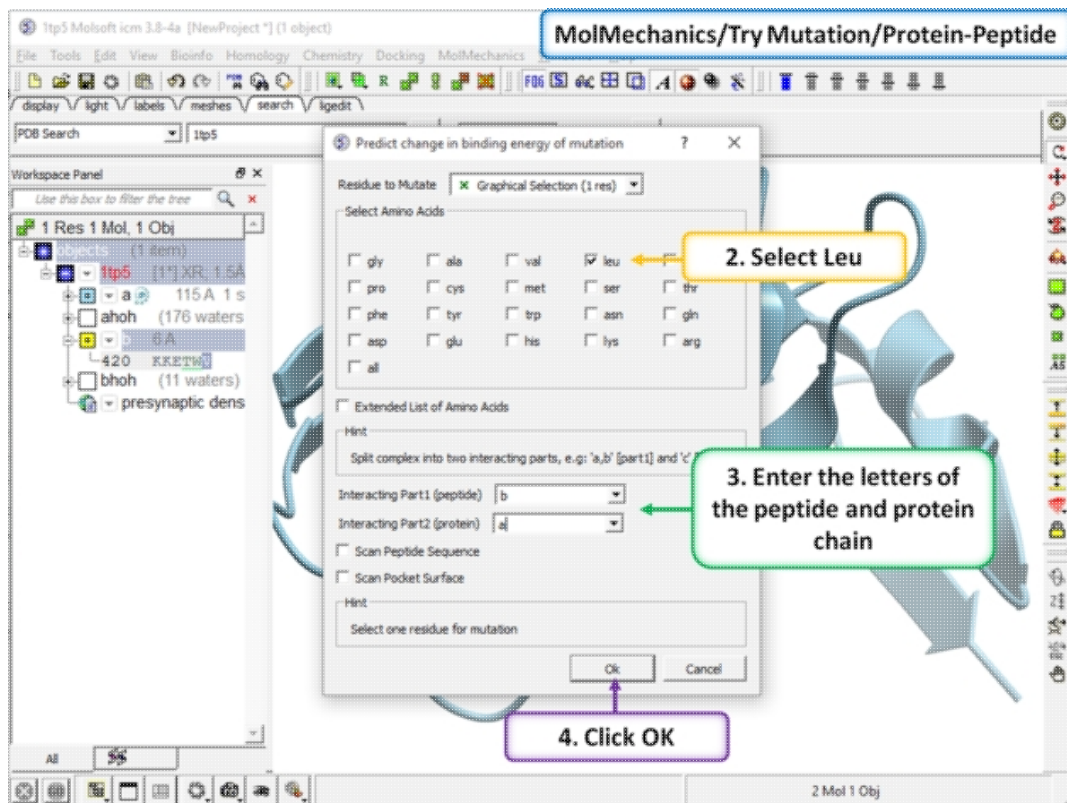 1tp5 Molsoft icm 3.8-4a [NewProject *] (1 object)
MolMechanics/Try Mutation/Protein-Peptide
File Tools Edit View Bioinfo Homology Chemistry Docking MolMechanics
FOG
display light labels meshes search ligedit
PDB Search 1tp5
Predict change in binding energy of mutation ?
Workspace Panel
Use this box to filter the tree
Residue to Mutate Graphical Selection (1 res)
1 Res 1 Mol, 1 Obj
Select Amino Acids
objects (1 item)
1tp5 [1*] XR, 1.5A
a 115 A 1 s
ahoh (176 waters
6 A
420 KKETWV
bhoh (11 waters)
presynaptic dens
gly ala val leu
2. Select Leu
pro cys met ser thr
phe tyr trp asn gln
asp glu his lys arg
all
Extended List of Amino Acids
Hint
Split complex into two interacting parts, e.g: 'a,b' [part1] and 'c'
Interacting Part1 (peptide) b
Interacting Part2 (protein) a
3. Enter the letters of
the peptide and protein
chain
Scan Peptide Sequence
Scan Pocket Surface
Hint
Select one residue for mutation
Ok Cancel
4. Click OK
All
2 Mol 1 Obj